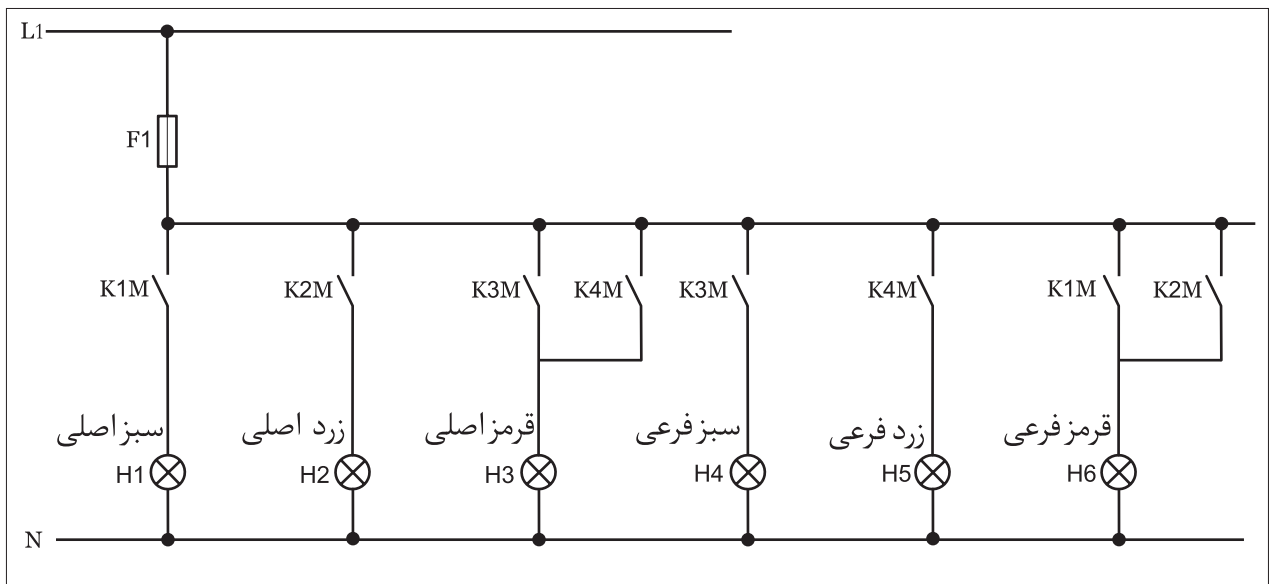 L1
F1
K1M K2M K3M K4M K3M K4M K1M K2M
سبز اصلی زرد اصلی قرمز اصلی سبز فرعی زرد فرعی قرمز فرعی
H1 H2 H3 H4 H5 H6
N